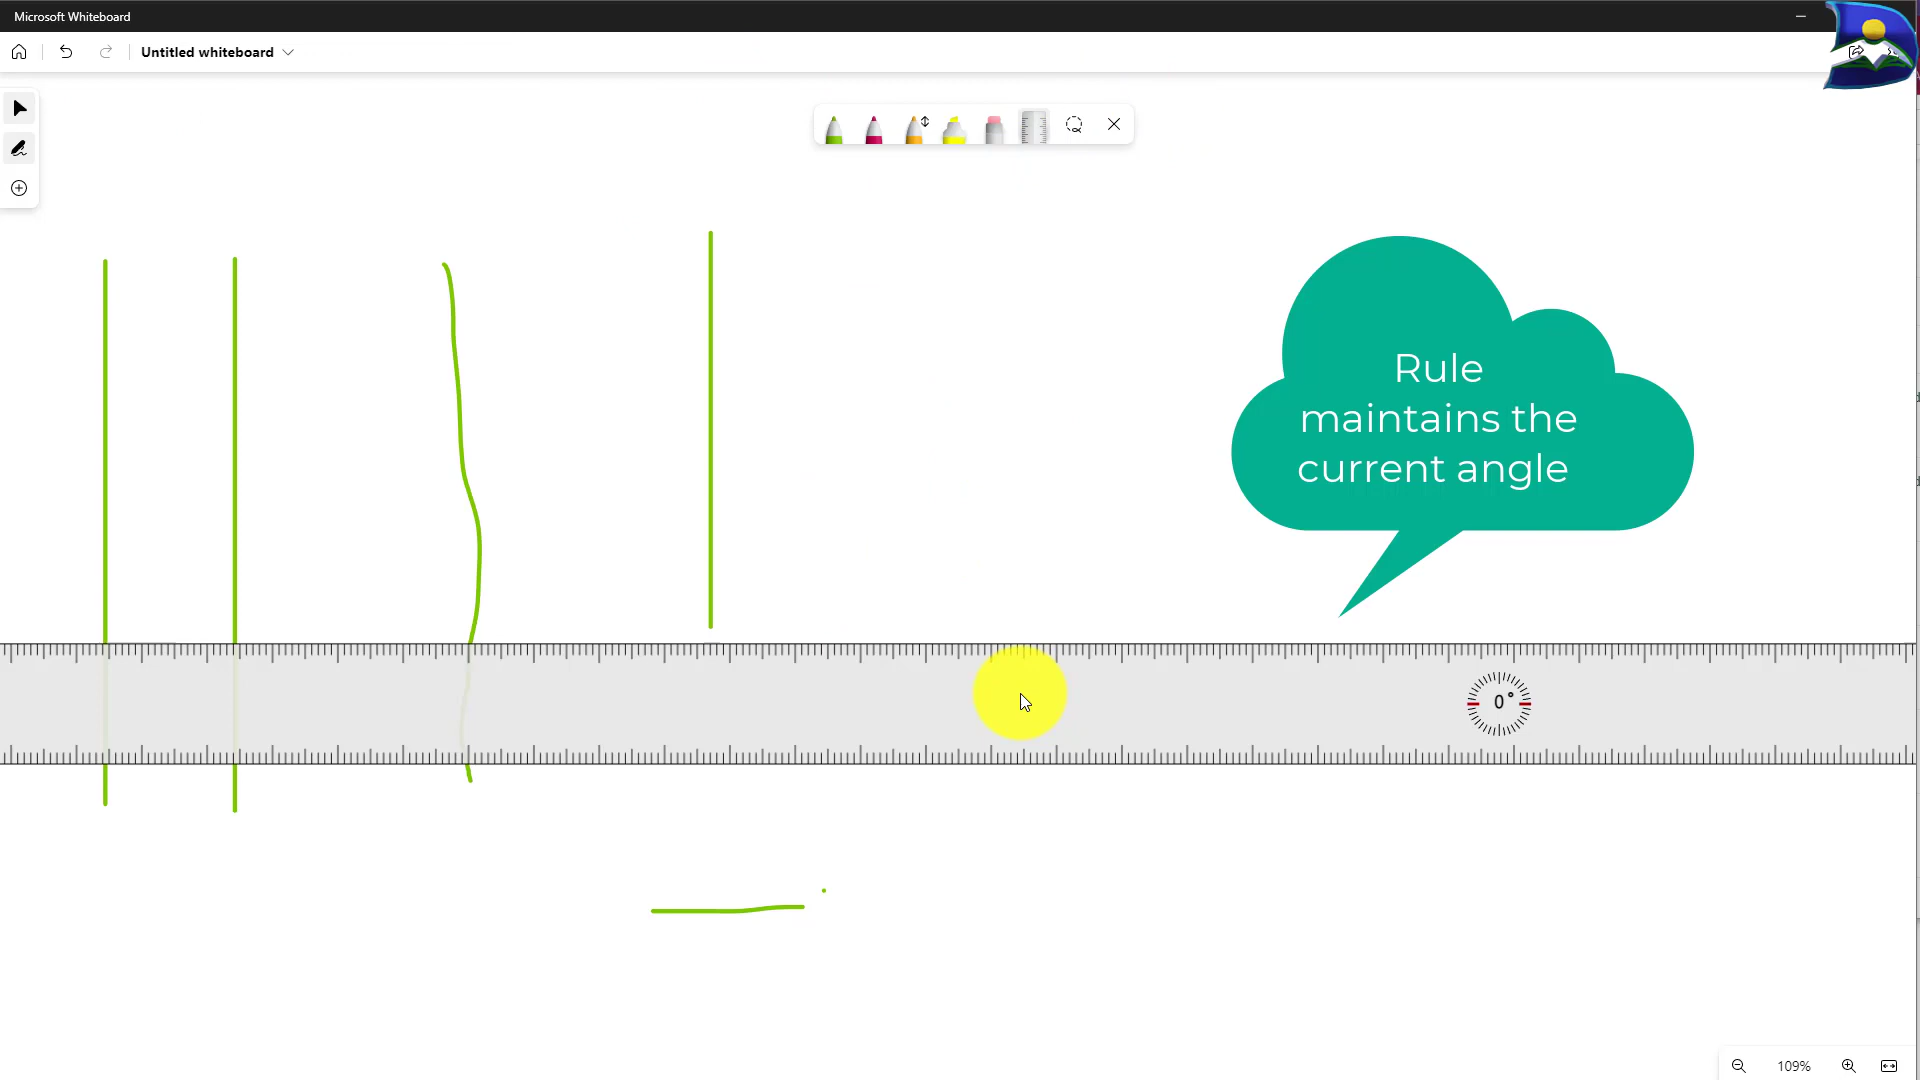 Microsoft Whiteboard
Untitled whiteboard
Rule
maintains the
current angle
0°
109%